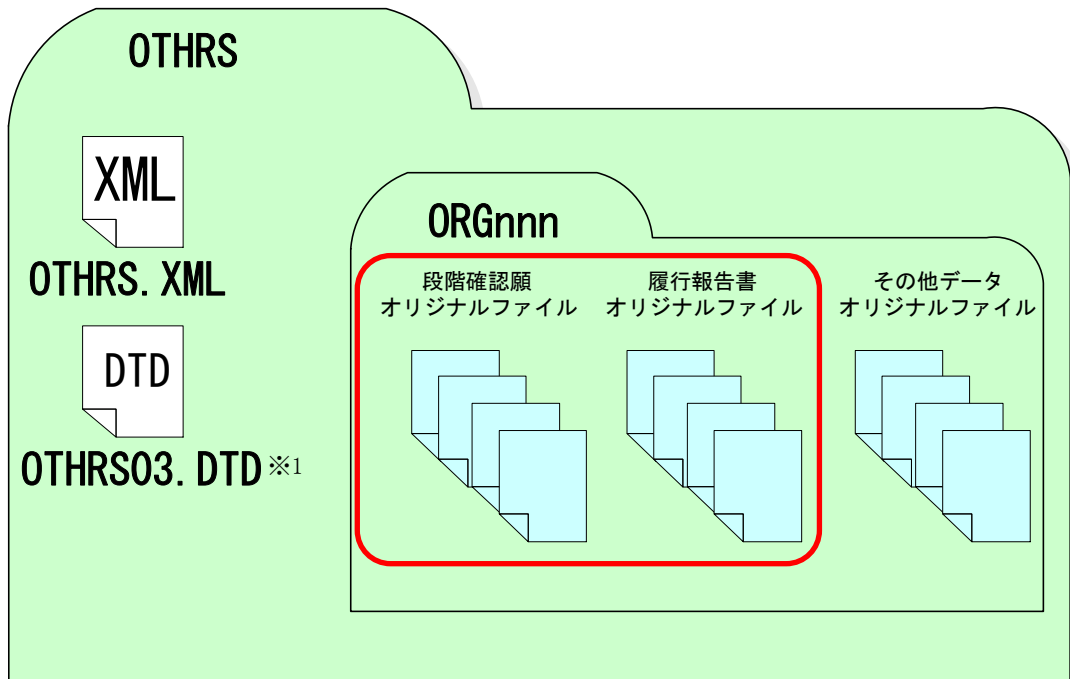 OTHRS
XML
OTHRS.XML
DTD
OTHRS03.DTD※1
ORGnnn
段階確認願
オリジナルファイル
履行報告書
オリジナルファイル
その他データ
オリジナルファイル